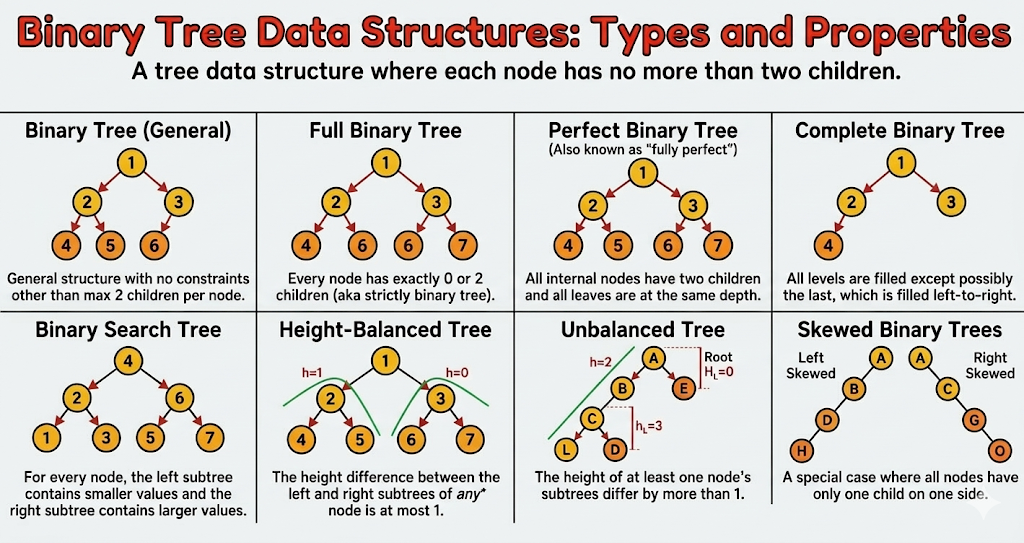 Binary Tree Data Structures: Types and Properties
A tree data structure where each node has no more than two children.
Binary Tree (General)
1
2 3
4 5 6
General structure with no constraints
other than max 2 children per node.
Full Binary Tree
1
2 3
4 6 6 7
Every node has exactly 0 or 2
children (aka strictly binary tree).
Perfect Binary Tree
(Also known as “fully perfect”)
1
2 3
4 5 6 7
All internal nodes have two children
and all leaves are at the same depth.
Complete Binary Tree
1
2 3
4
All levels are filled except possibly
the last, which is filled left-to-right.
Binary Search Tree
4
2 6
1 3 5 7
For every node, the left subtree
contains smaller values and the
right subtree contains larger values.
Height-Balanced Tree
1
h=1 h=0
2 3
4 5 6 7
The height difference between the
left and right subtrees of any*
node is at most 1.
Unbalanced Tree
h=2 A Root
H_L=0
B E
C
h_L=3
L D
The height of at least one node's
subtrees differ by more than 1.
Skewed Binary Trees
Left A A Right
Skewed Skewed
B C
D G
H O
A special case where all nodes have
only one child on one side.